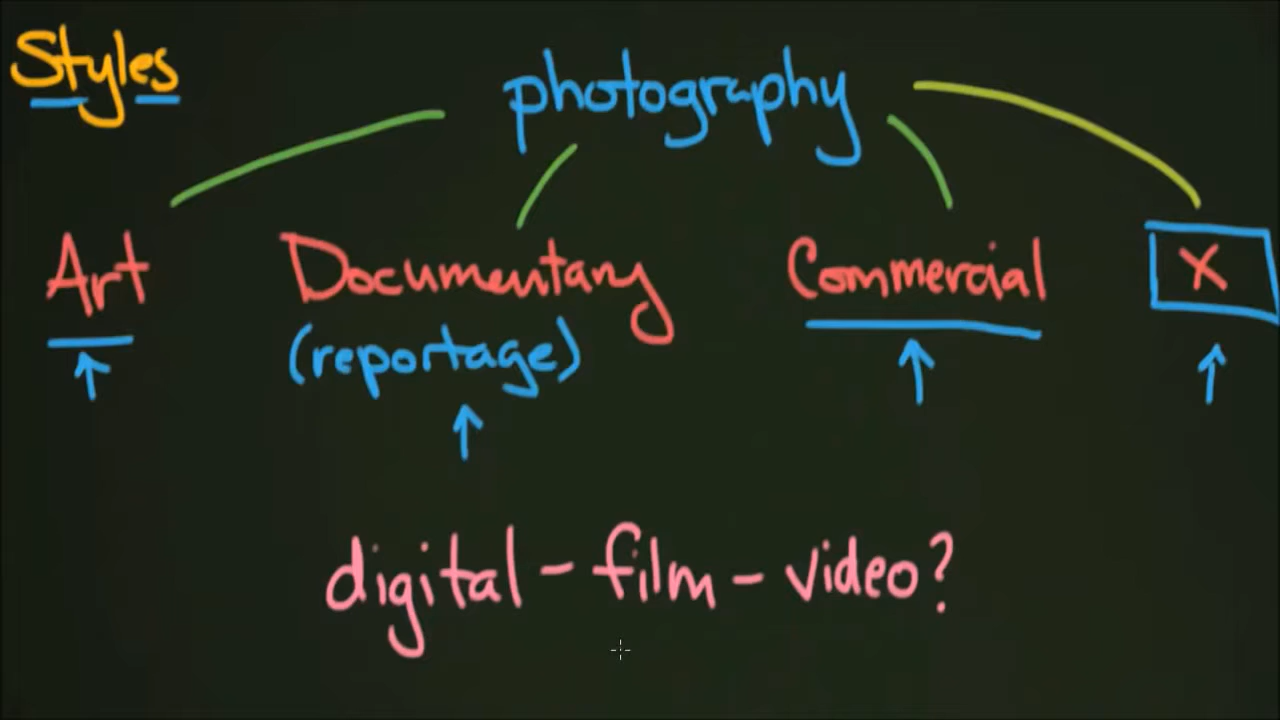 Styles
photography
Art Documentary Commercial X
(reportage)
digital - film - video?